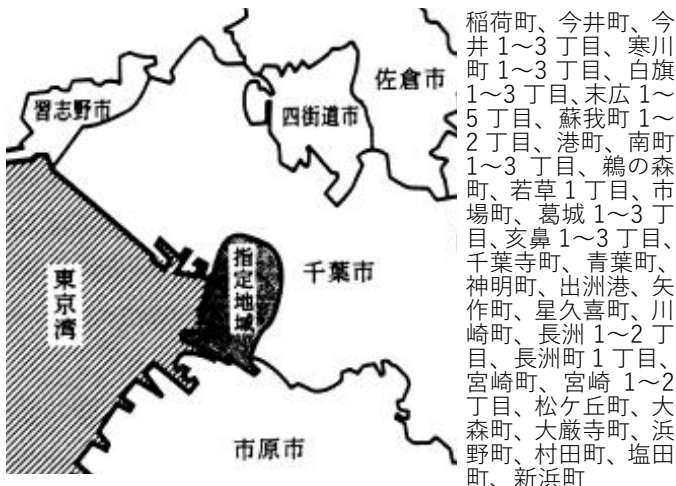 習志野市
四街道市
佐倉市
指定地域
千葉市
東京湾
市原市
稲荷町、今井町、今
井 1～3 丁目、寒川
町 1～3 丁目、白旗
1～3 丁目、末広 1～
5 丁目、蘇我町 1～
2 丁目、港町、南町
1～3 丁目、鵜の森
町、若草 1 丁目、市
場町、葛城 1～3 丁
目、亥鼻 1～3 丁目、
千葉寺町、青葉町、
神明町、出洲港、矢
作町、星久喜町、川
崎町、長洲 1～2 丁
目、長洲町 1 丁目、
宮崎町、宮崎 1～2
丁目、松ケ丘町、大
森町、大厳寺町、浜
野町、村田町、塩田
町、新浜町